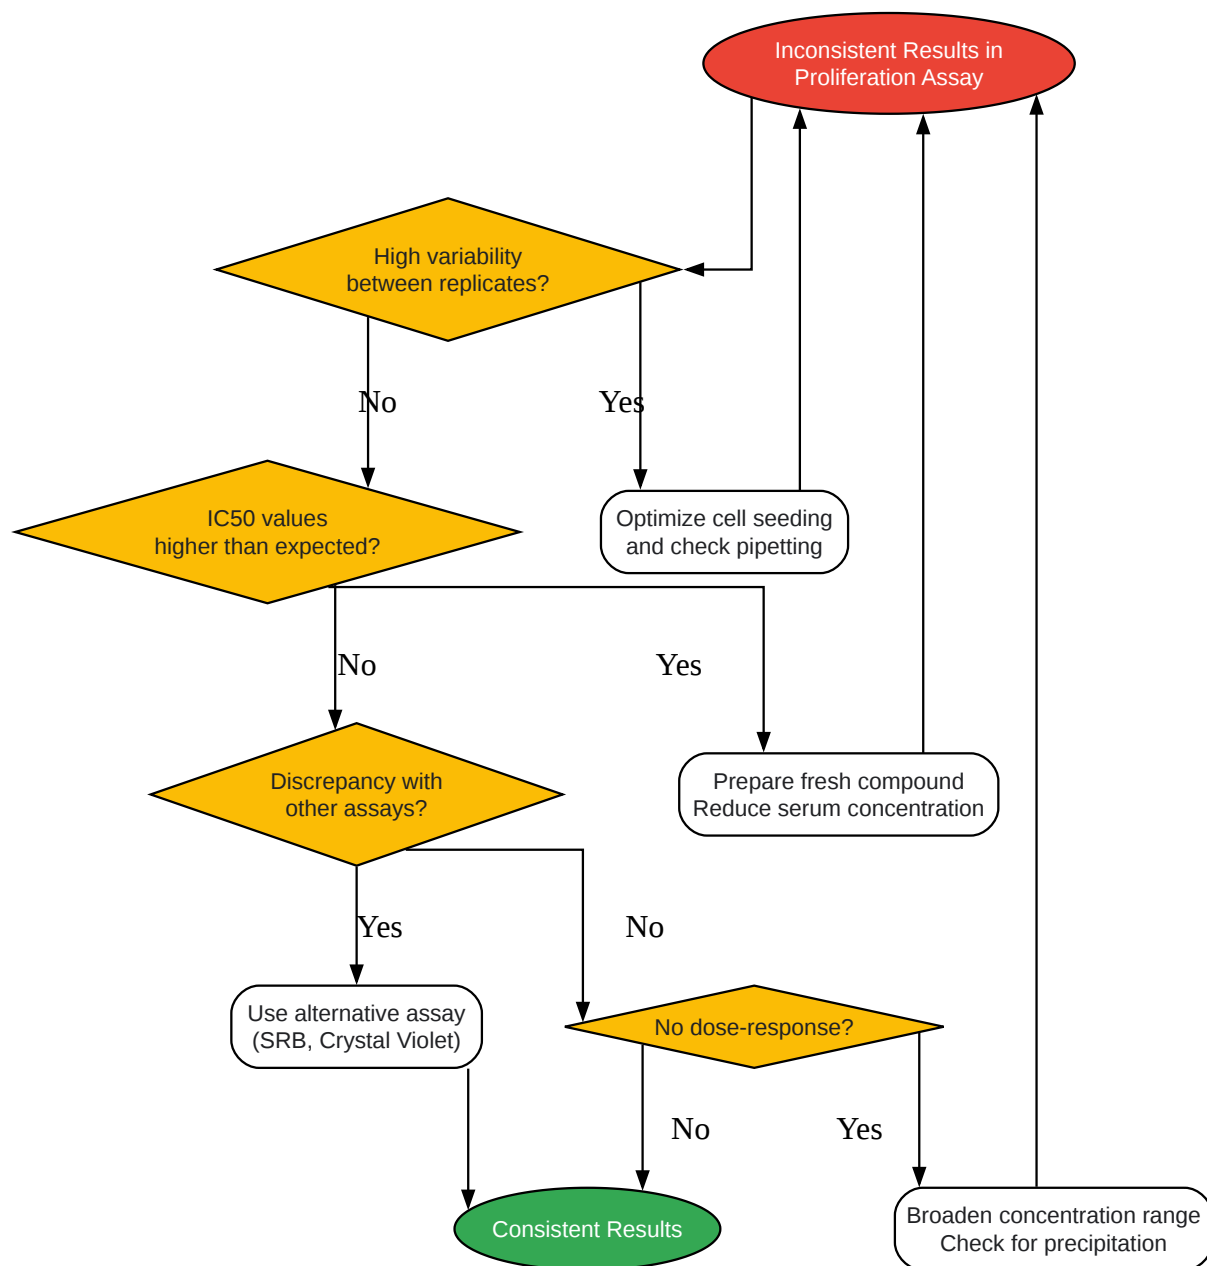 Inconsistent Results in
Proliferation Assay
High variability
between replicates?
No
Yes
IC50 values
higher than expected?
Optimize cell seeding
and check pipetting
No
Yes
Discrepancy with
other assays?
Prepare fresh compound
Reduce serum concentration
Yes
No
Use alternative assay
(SRB, Crystal Violet)
No dose-response?
No
Yes
Consistent Results
Broaden concentration range
Check for precipitation